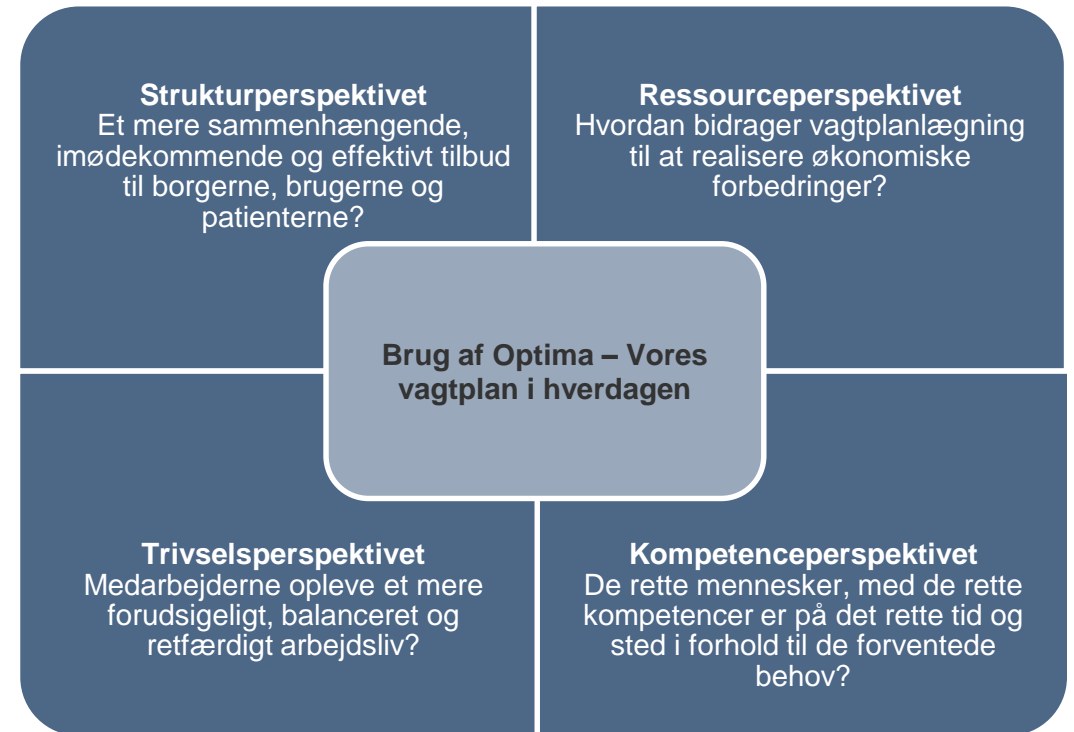 Strukturperspektivet
Et mere sammenhængende,
imødekommende og effektivt tilbud
til borgerne, brugerne og
patienterne?
Ressourceperspektivet
Hvordan bidrager vagtplanlægning
til at realisere økonomiske
forbedringer?
Brug af Optima – Vores
vagtplan i hverdagen
Trivselsperspektivet
Medarbejderne opleve et mere
forudsigeligt, balanceret og
retfærdigt arbejdsliv?
Kompetenceperspektivet
De rette mennesker, med de rette
kompetencer er på det rette tid og
sted i forhold til de forventede
behov?